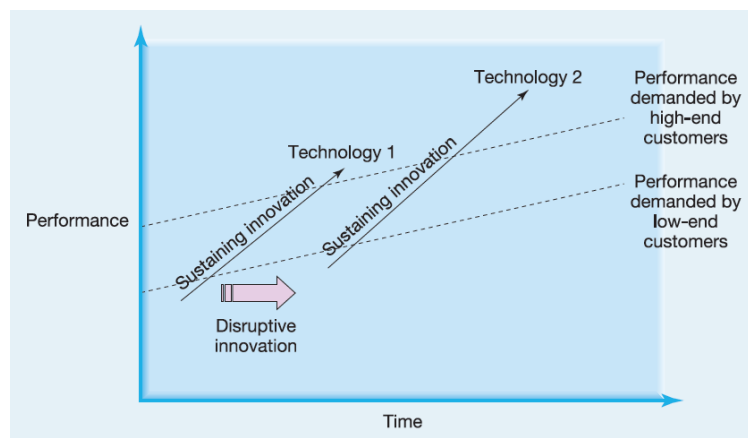 Technology 2
Performance
demanded by
high-end
customers
Technology 1
Sustaining innovation
Sustaining innovation
Performance
demanded by
low-end
customers
Performance
Disruptive
innovation
Time